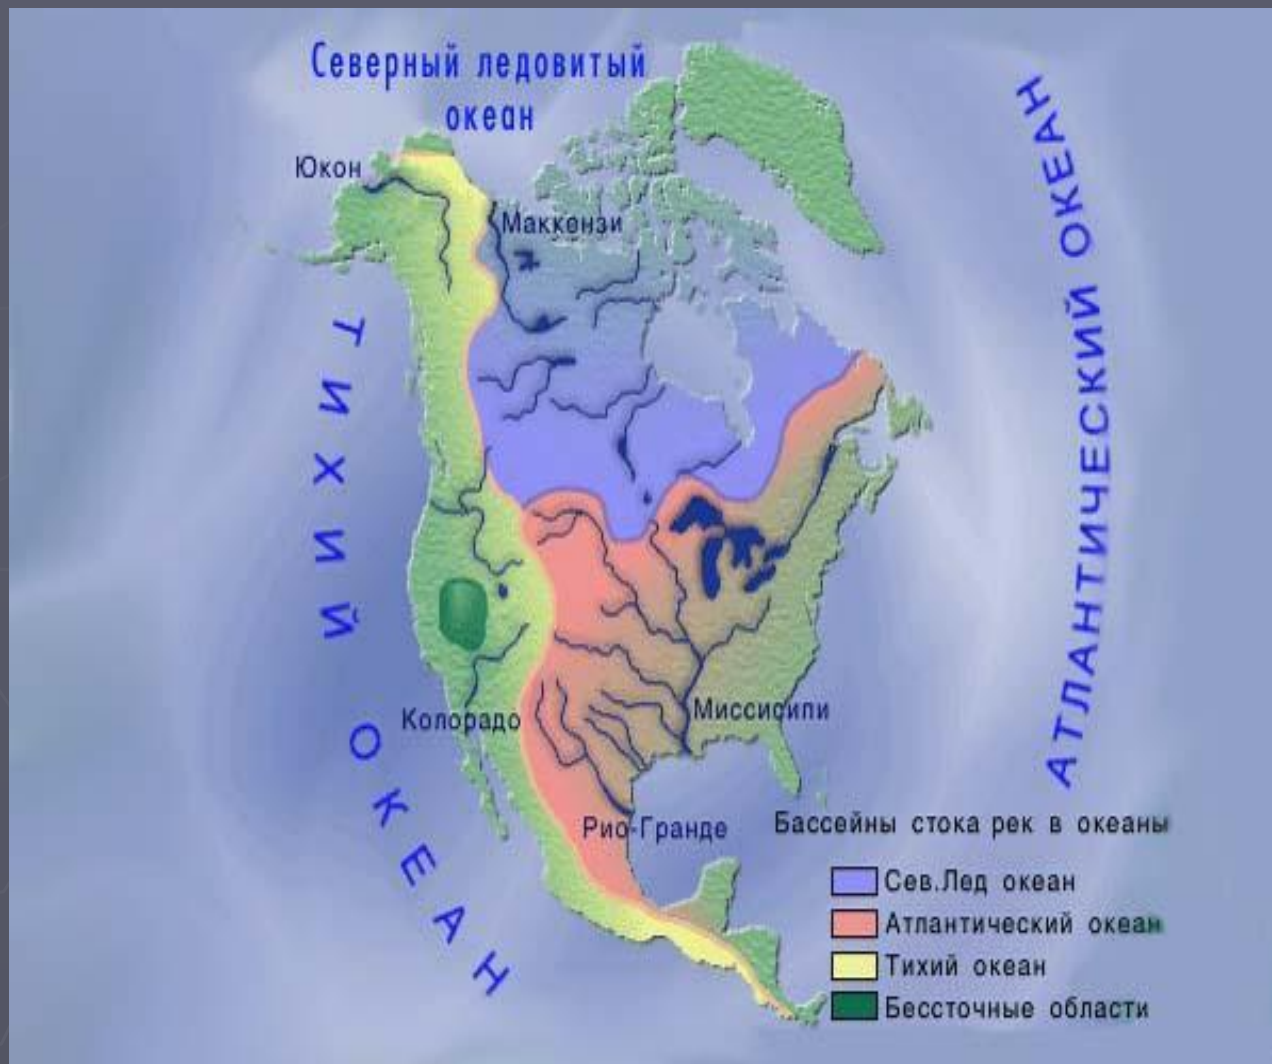 Северный ледовитый
океан
Юкон
Маккензи
ТИХИЙ ОКЕАН
АТЛАНТИЧЕСКИЙ ОКЕАН
Колорадо
Миссисипи
Рио-Гранде
Бассейны стока рек в океаны
Сев.Лед океан
Атлантический океан
Тихий океан
Бессточные области